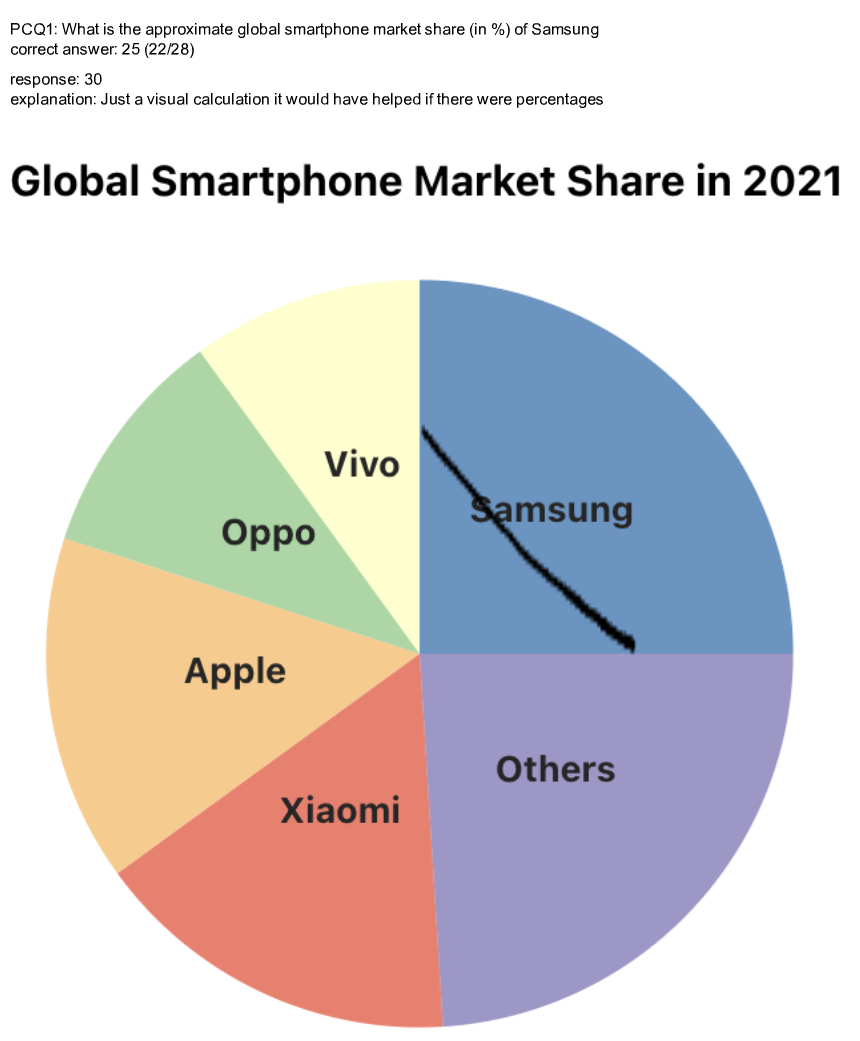 PCQ1: What is the approximate global smartphone market share (in %) of Samsung
correct answer: 25 (22/28)
response: 30
explanation: Just a visual calculation it would have helped if there were percentages
Global Smartphone Market Share in 2021
Vivo
Samsung
Oppo
Apple
Others
Xiaomi